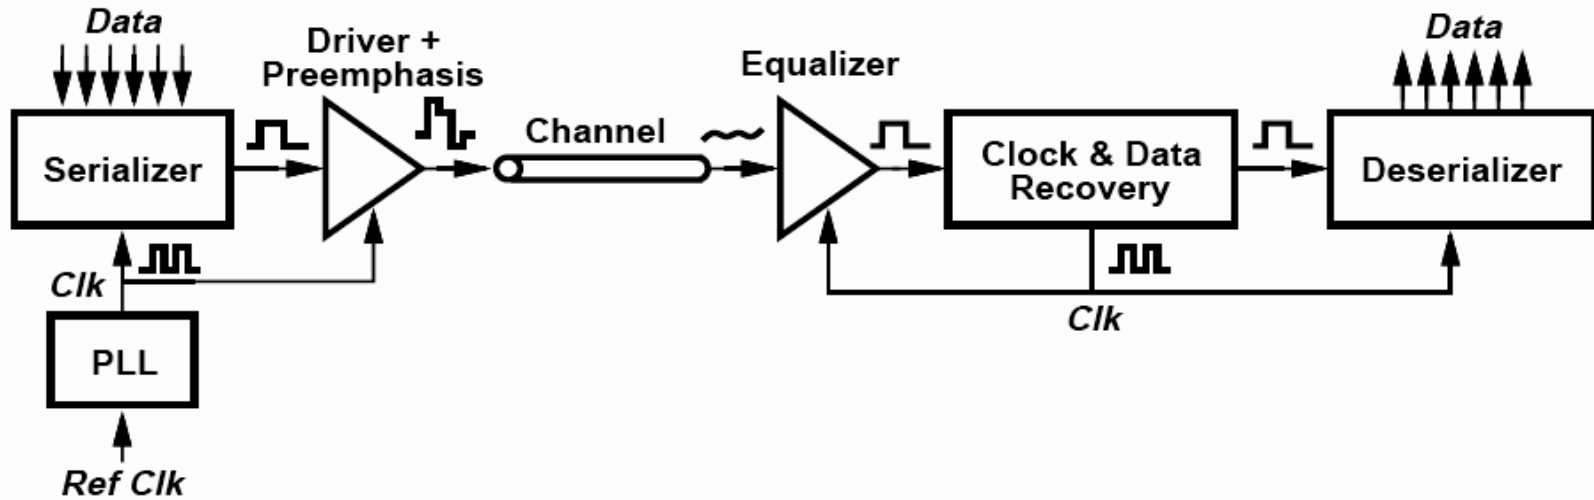 Data
Driver +
Preemphasis
Serializer
Channel
Equalizer
Clock & Data
Recovery
Data
Deserializer
Clk
Clk
PLL
Ref Clk